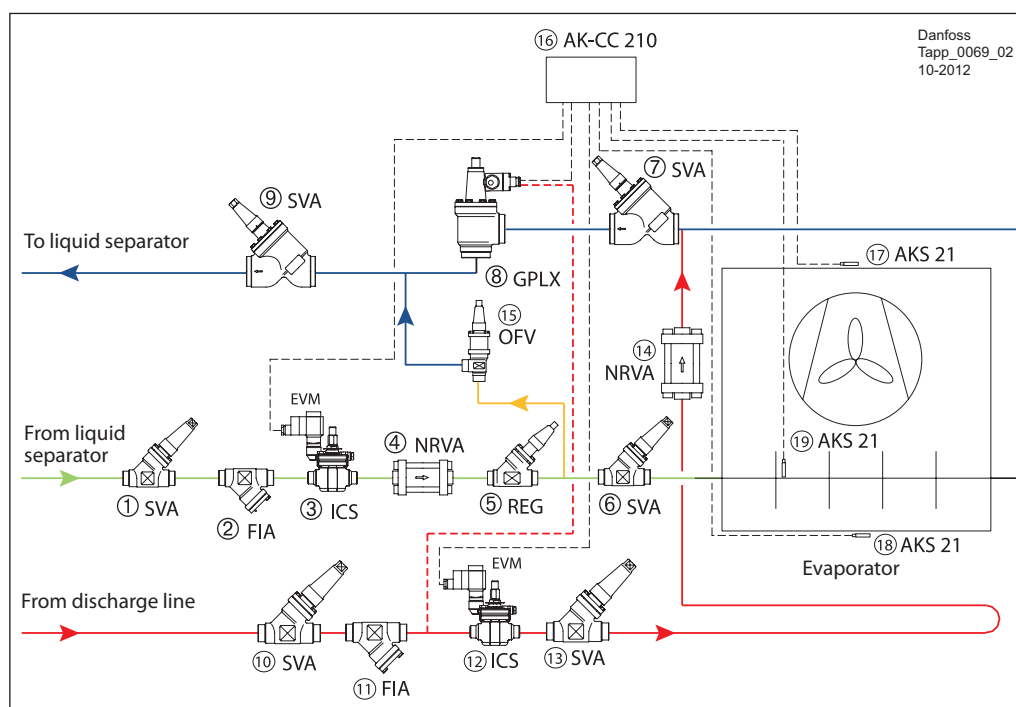 ⑯ AK-CC 210
Danfoss
Tapp_0069_02
10-2012
⑦ SVA
⑨ SVA
To liquid separator
⑰ AKS 21
⑧ GPLX
⑮
OFV
⑭
NRVA
EVM
From liquid
separator
④ NRVA
⑲ AKS 21
① SVA
② FIA
③ ICS
⑤ REG
⑥ SVA
⑱ AKS 21
Evaporator
EVM
From discharge line
⑩ SVA
⑪ FIA
⑫ ICS
⑬ SVA